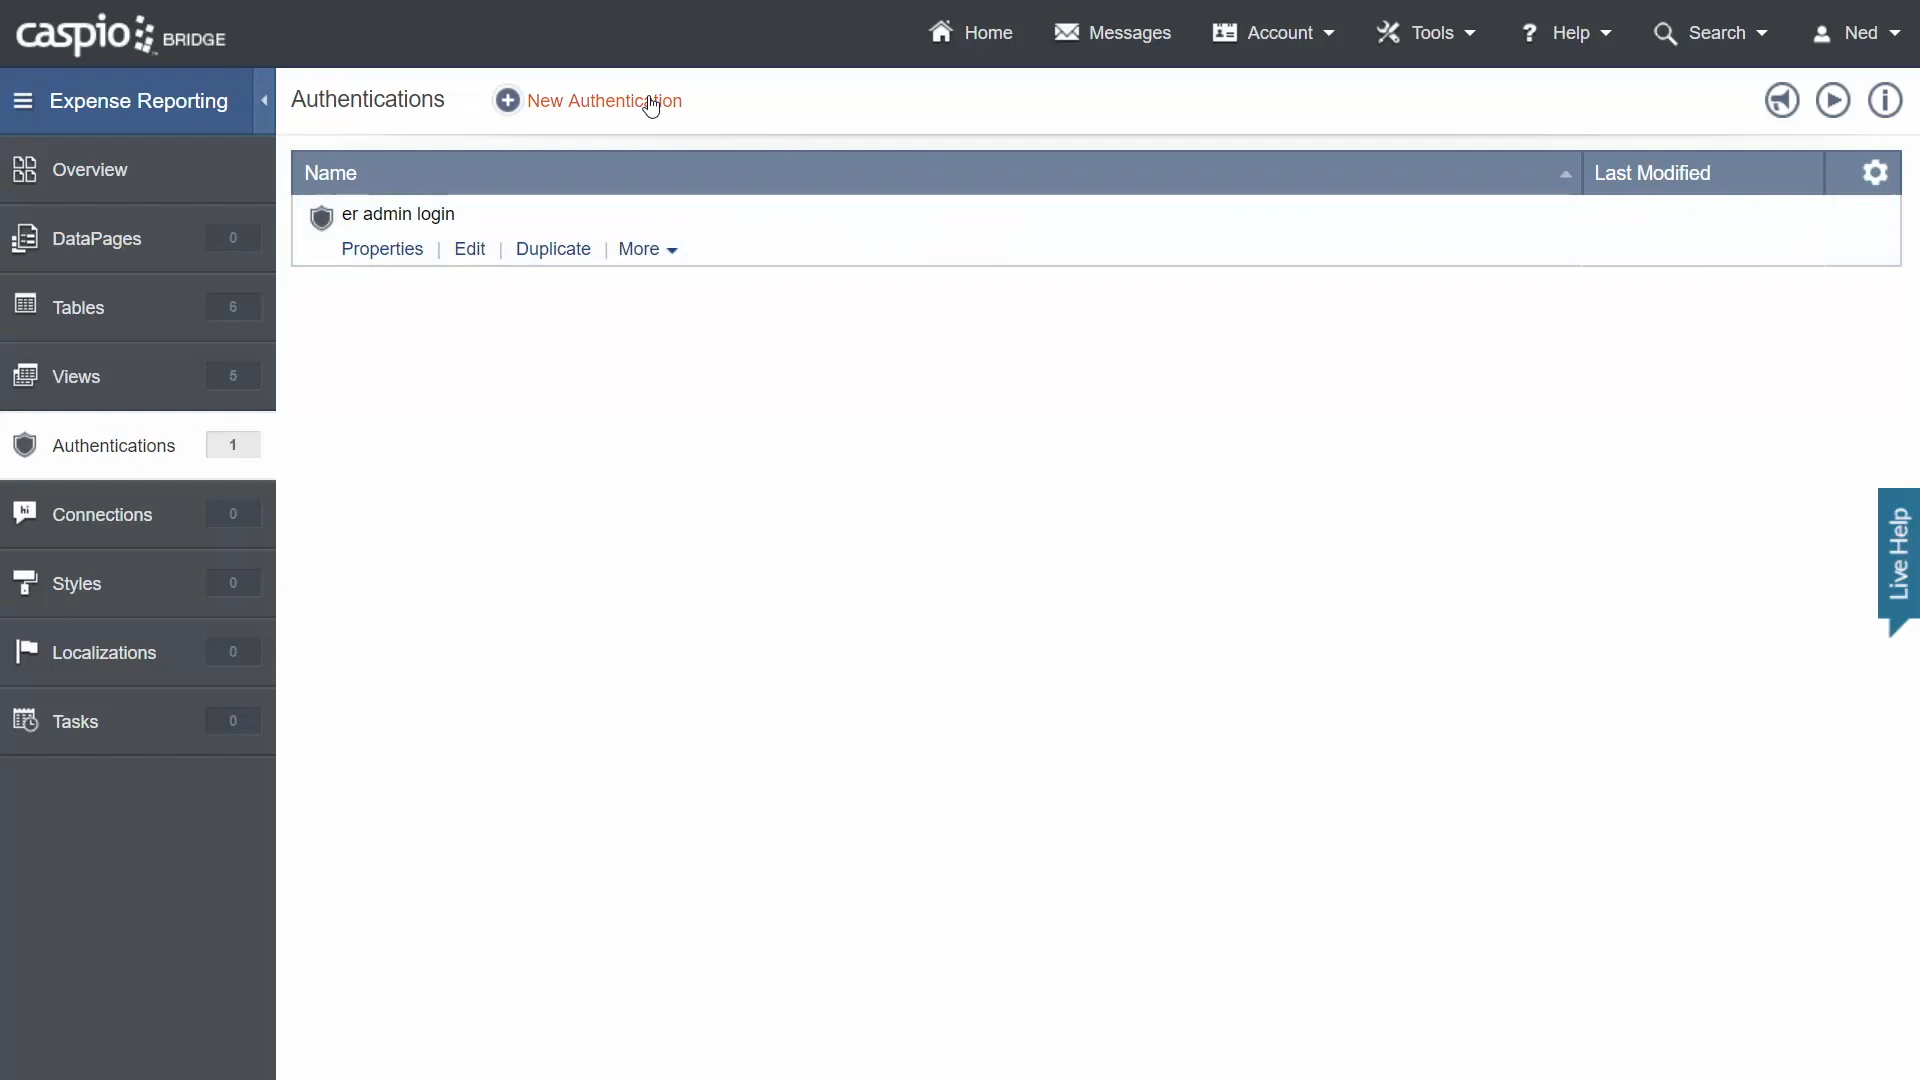 caspio BRIDGE
Home
Messages
Account
Tools
? Help
Search
Ned
Expense Reporting
Authentications
New Authentication
Overview
DataPages 0
Tables 6
Views 5
Authentications 1
hi
Connections 0
Styles 0
Localizations 0
Tasks 0
Name
Last Modified
er admin login
Properties | Edit | Duplicate | More
Live Help